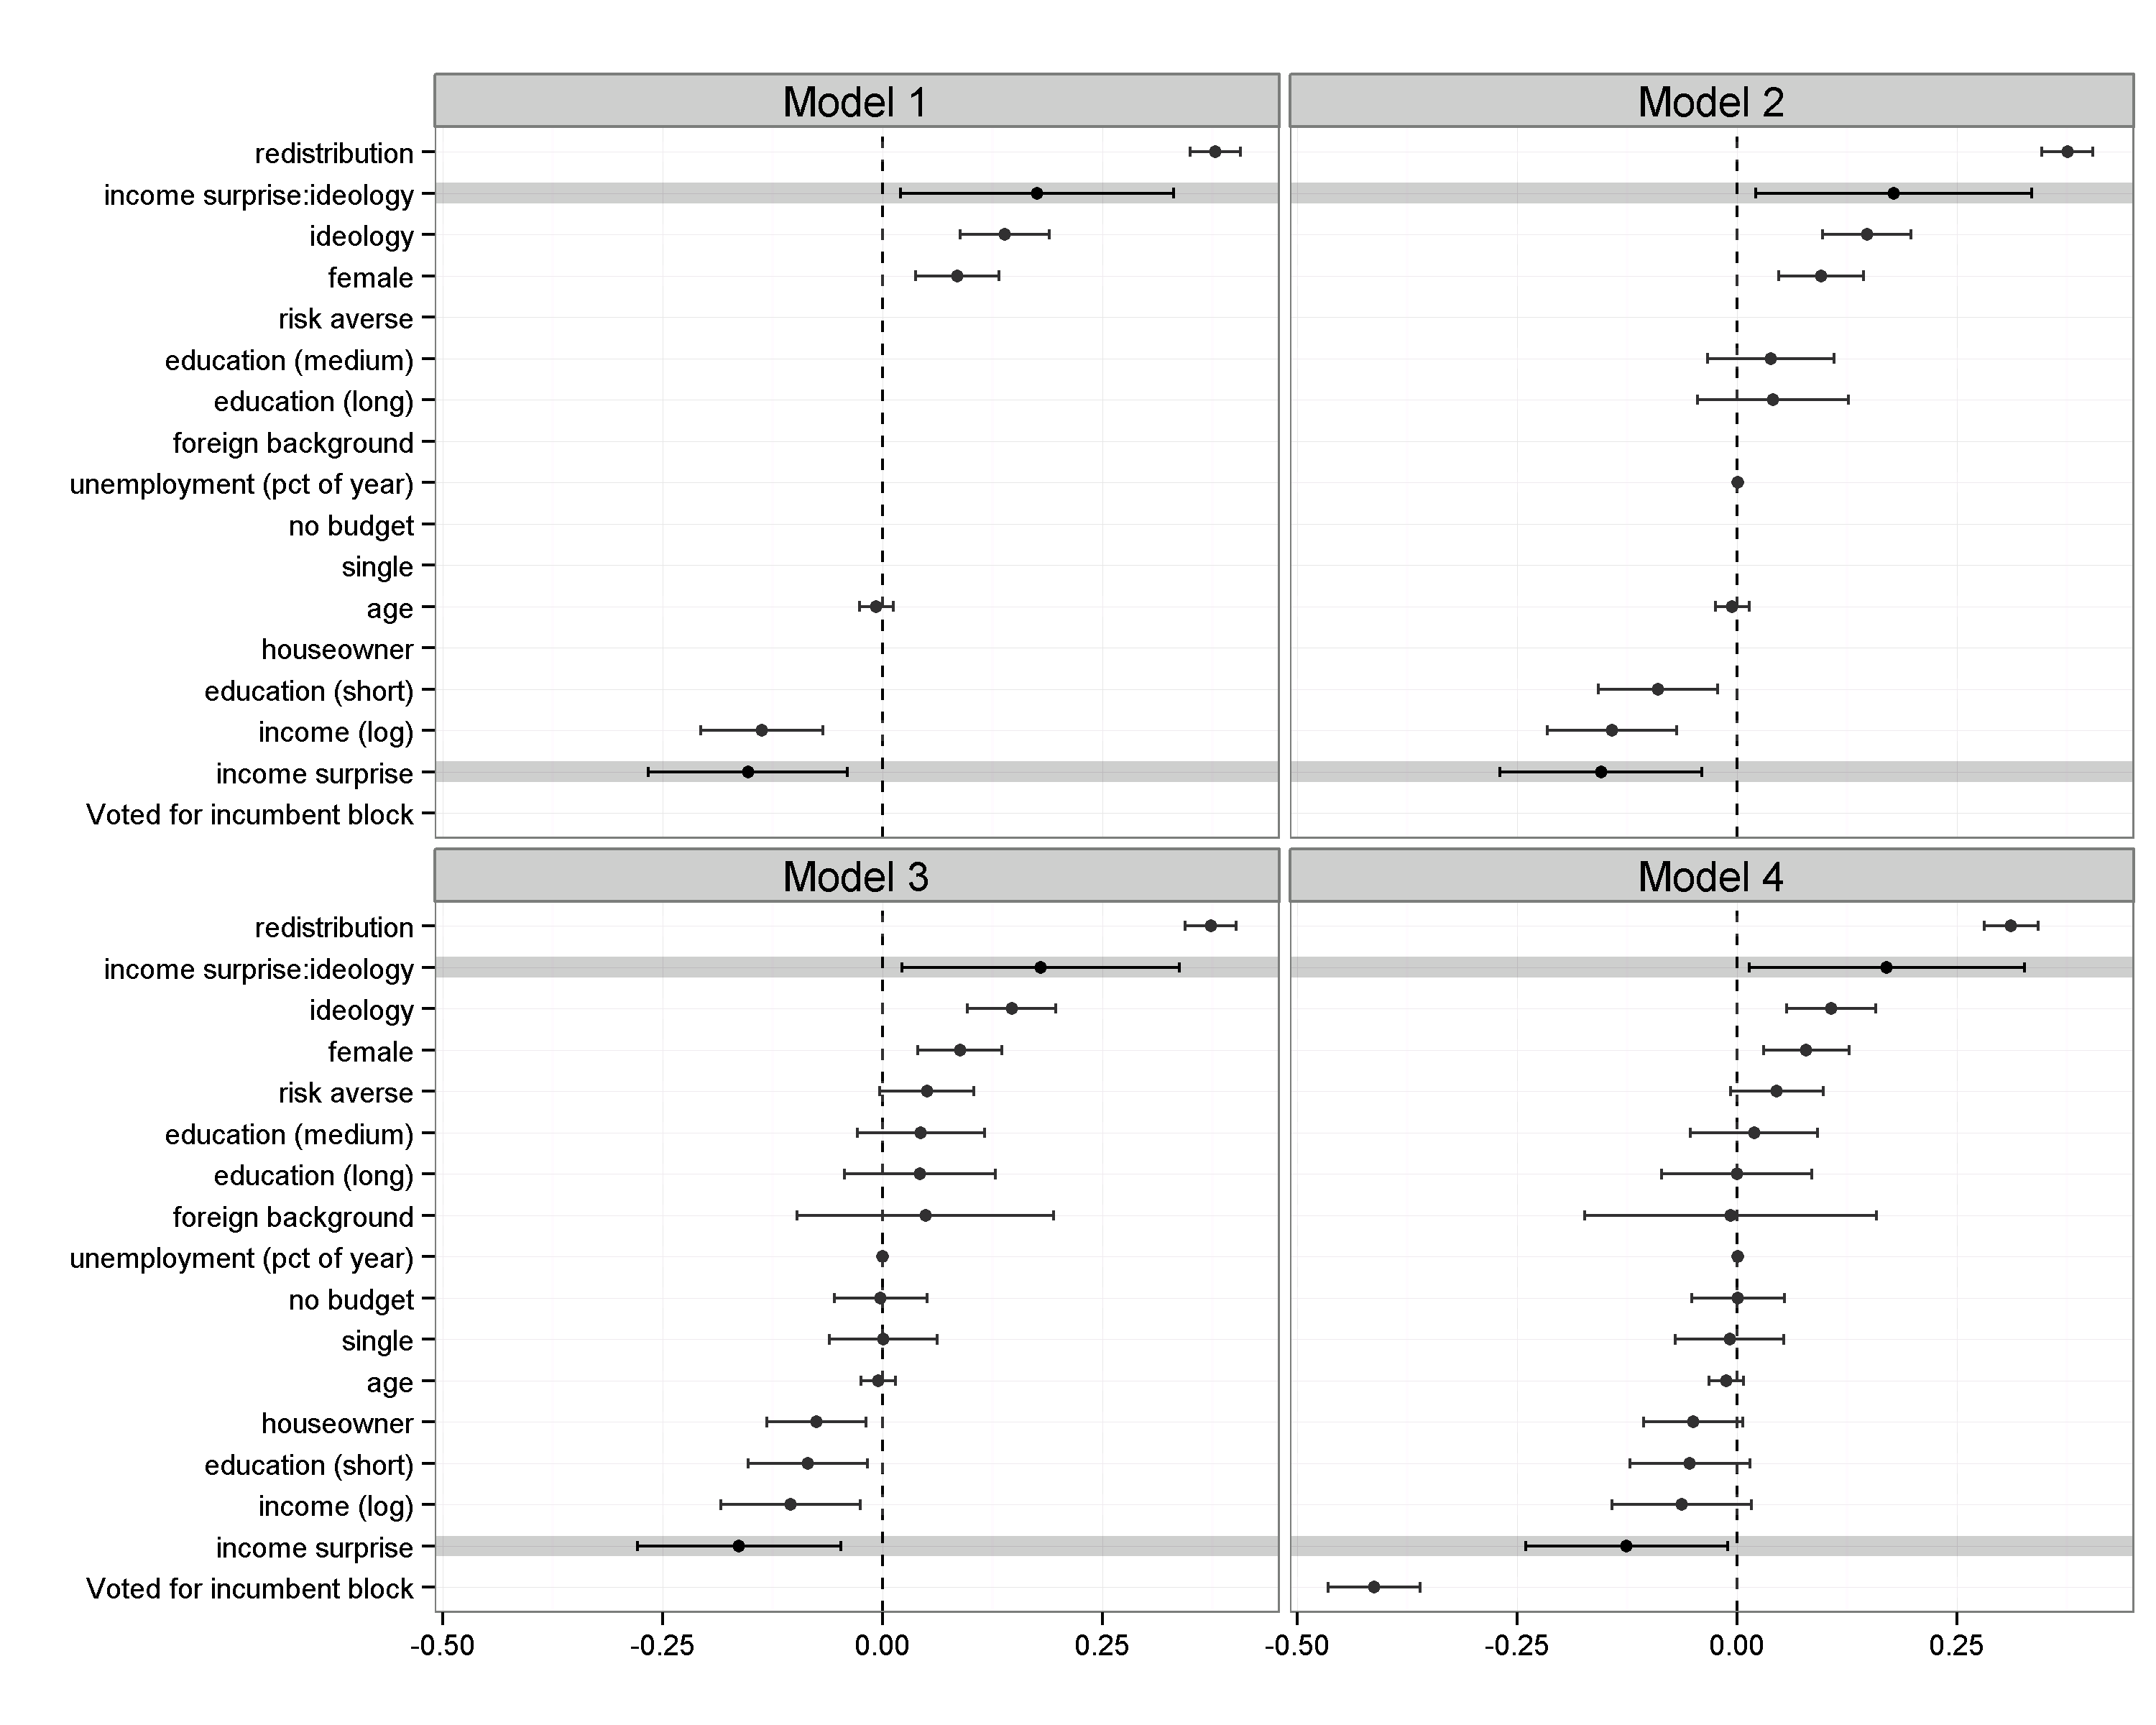 Model 1
Model 2
redistribution
income surprise:ideology
ideology
female
risk averse
education (medium)
education (long)
foreign background
unemployment (pct of year)
no budget
single
age
houseowner
education (short)
income (log)
income surprise
Voted for incumbent block
Model 3
Model 4
redistribution
income surprise:ideology
ideology
female
risk averse
education (medium)
education (long)
foreign background
unemployment (pct of year)
no budget
single
age
houseowner
education (short)
income (log)
income surprise
Voted for incumbent block
-0.50 -0.25 0.00 0.25 -0.50 -0.25 0.00 0.25